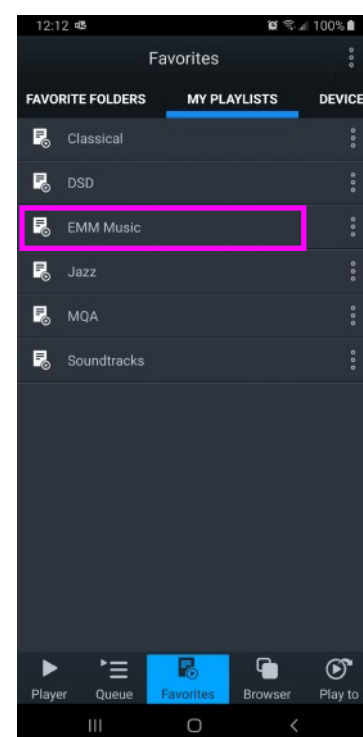 12:12 100%
Favorites
FAVORITE FOLDERS MY PLAYLISTS DEVICE
Classical
DSD
EMM Music
Jazz
MQA
Soundtracks
Player Queue Favorites Browser Play to